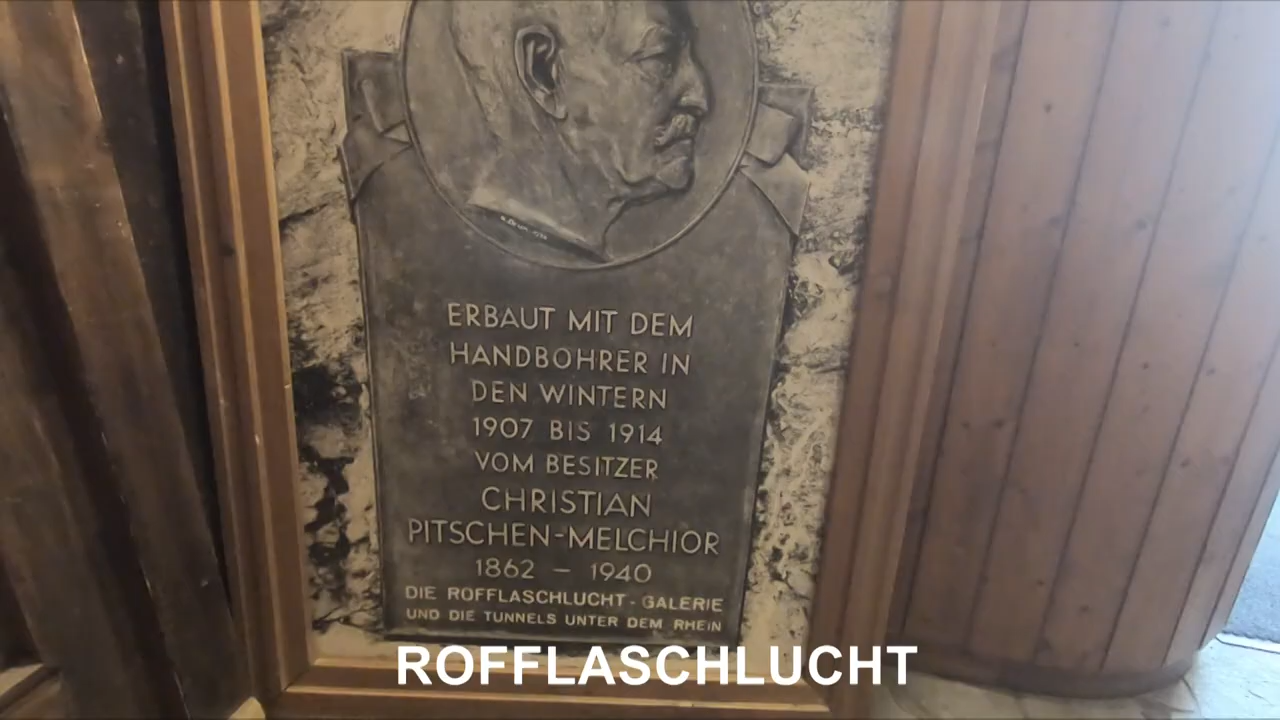 ERBAUT MIT DEM
HANDBOHRER IN
DEN WINTERN
1907 BIS 1914
VOM BESITZER
CHRISTIAN
PITSCHEN-MELCHIOR
1862 – 1940
DIE ROFFLASCHLUCHT - GALERIE
UND DIE TUNNELS UNTER DEM RHEIN
ROFFLASCHLUCHT